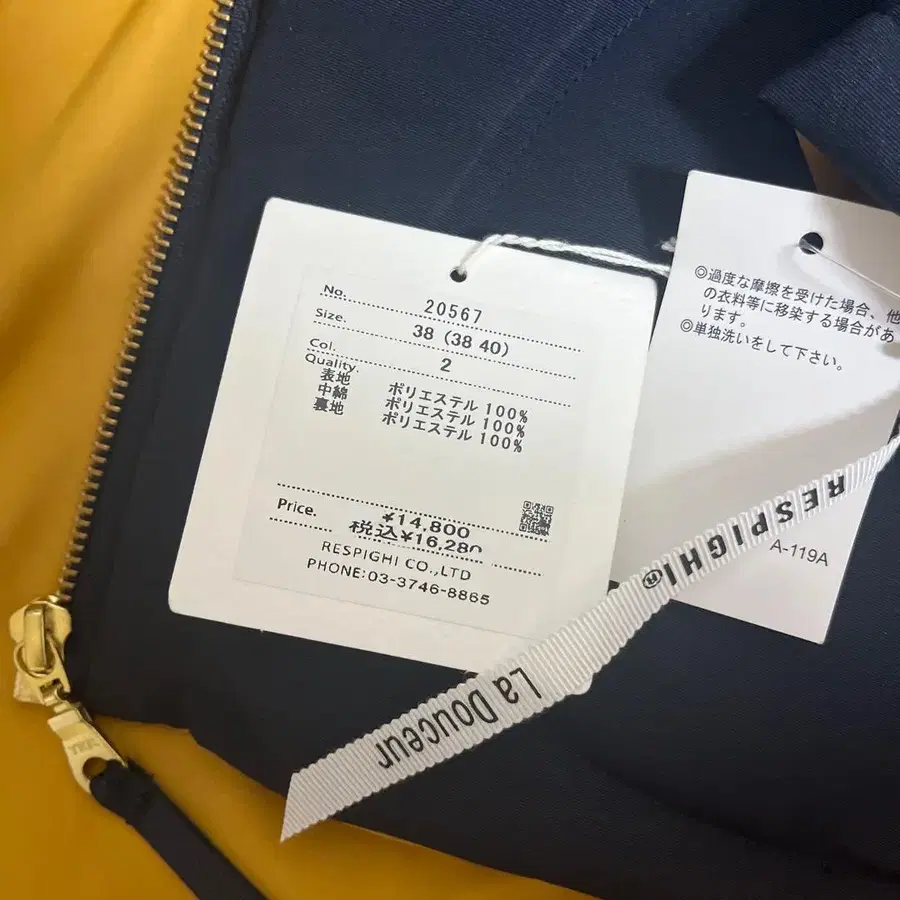 No. 20567
Size. 38 (38 40)
Col. 2
Quality.
表地 ポリエステル 100%
中綿 ポリエステル 100%
裏地 ポリエステル 100%
Price. ¥14,800
税込¥16,280
RESPIGHI CO.,LTD
PHONE:03-3746-8865
◎過度な摩擦を受けた場合、他
の衣料等に移染する場合があ
ります。
◎単独洗いをして下さい。
A-119A
La Douceur RESPIGHI®